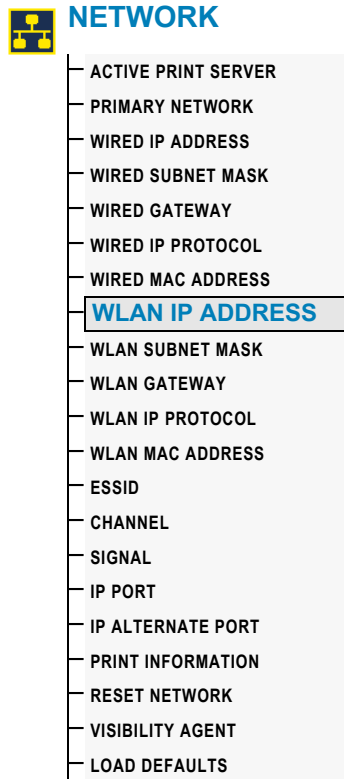 NETWORK
ACTIVE PRINT SERVER
PRIMARY NETWORK
WIRED IP ADDRESS
WIRED SUBNET MASK
WIRED GATEWAY
WIRED IP PROTOCOL
WIRED MAC ADDRESS
WLAN IP ADDRESS
WLAN SUBNET MASK
WLAN GATEWAY
WLAN IP PROTOCOL
WLAN MAC ADDRESS
ESSID
CHANNEL
SIGNAL
IP PORT
IP ALTERNATE PORT
PRINT INFORMATION
RESET NETWORK
VISIBILITY AGENT
LOAD DEFAULTS